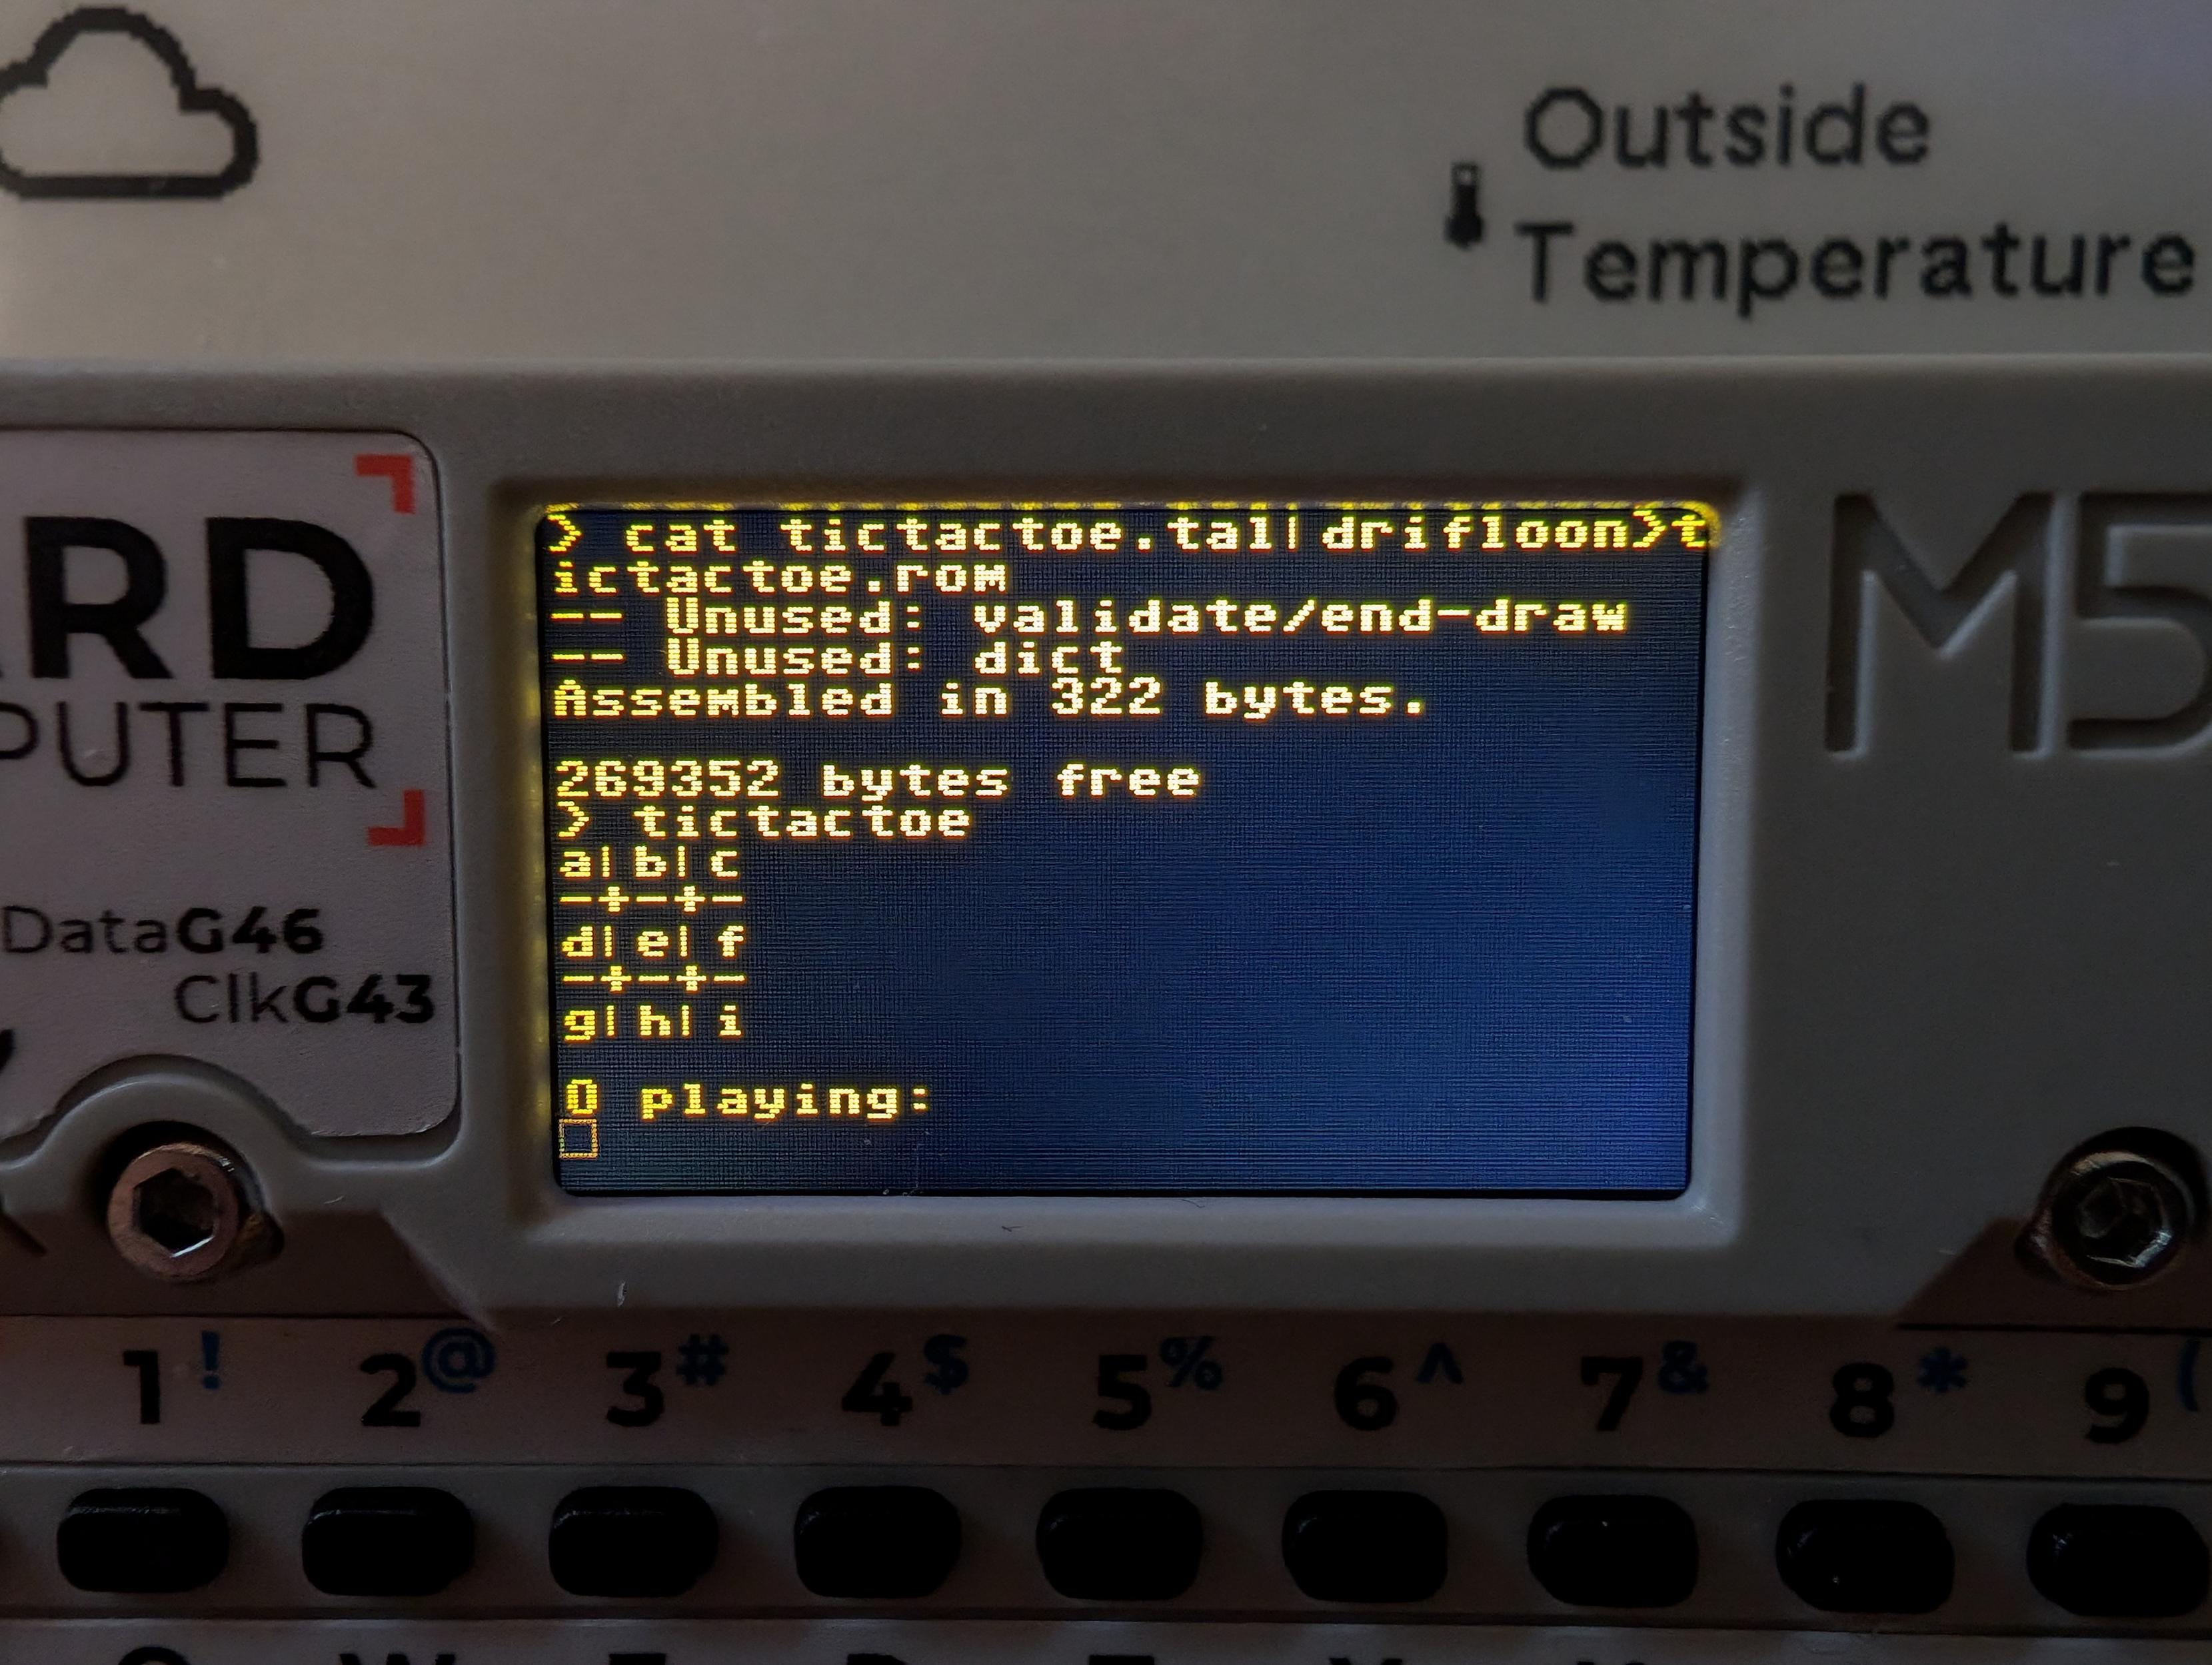 Outside
Temperature
ARD
PUTER
DataG46
ClkG43
M5
> cat tictactoe.tal|drifloon>t
ictactoe.rom
-- Unused: validate/end-draw
-- Unused: dict
Assembled in 322 bytes.
269352 bytes free
> tictactoe
a|b|c
-+-+-
d|e|f
-+-+-
g|h|i
O playing:
1 ! 2 @ 3 # 4 $ 5 % 6 ^ 7 & 8 * 9 (